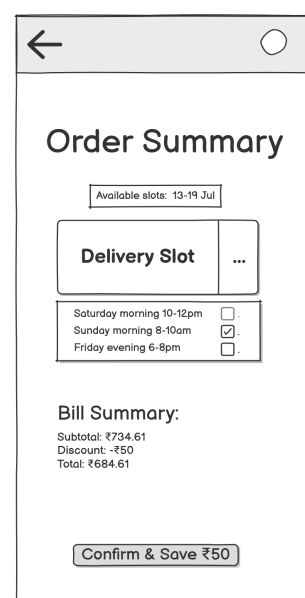 Order Summary
Available slots: 13-19 Jul
Delivery Slot ...
Saturday morning 10-12pm
Sunday morning 8-10am
Friday evening 6-8pm
Bill Summary:
Subtotal: ₹734.61
Discount: -₹50
Total: ₹684.61
Confirm & Save ₹50